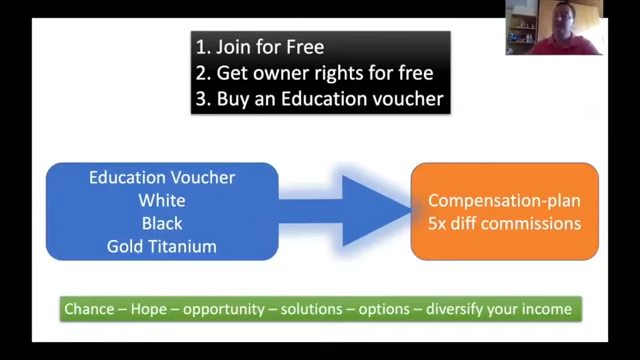 1. Join for Free
2. Get owner rights for free
3. Buy an Education voucher
Education Voucher
White
Black
Gold Titanium
Compensation-plan
5x diff commissions
Chance – Hope – opportunity – solutions – options – diversify your income